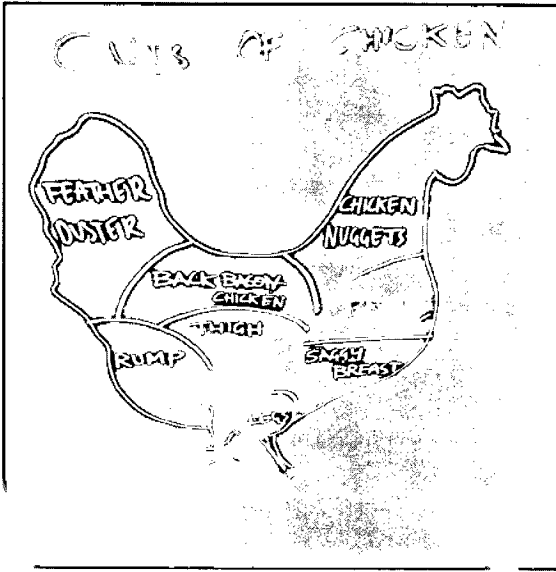 CUTS OF CHICKEN
FEATHER
DUSTER
CHICKEN
NUGGETS
BACK BACON-
CHICKEN
THIGH
RUMP
SAGGY
BREAST